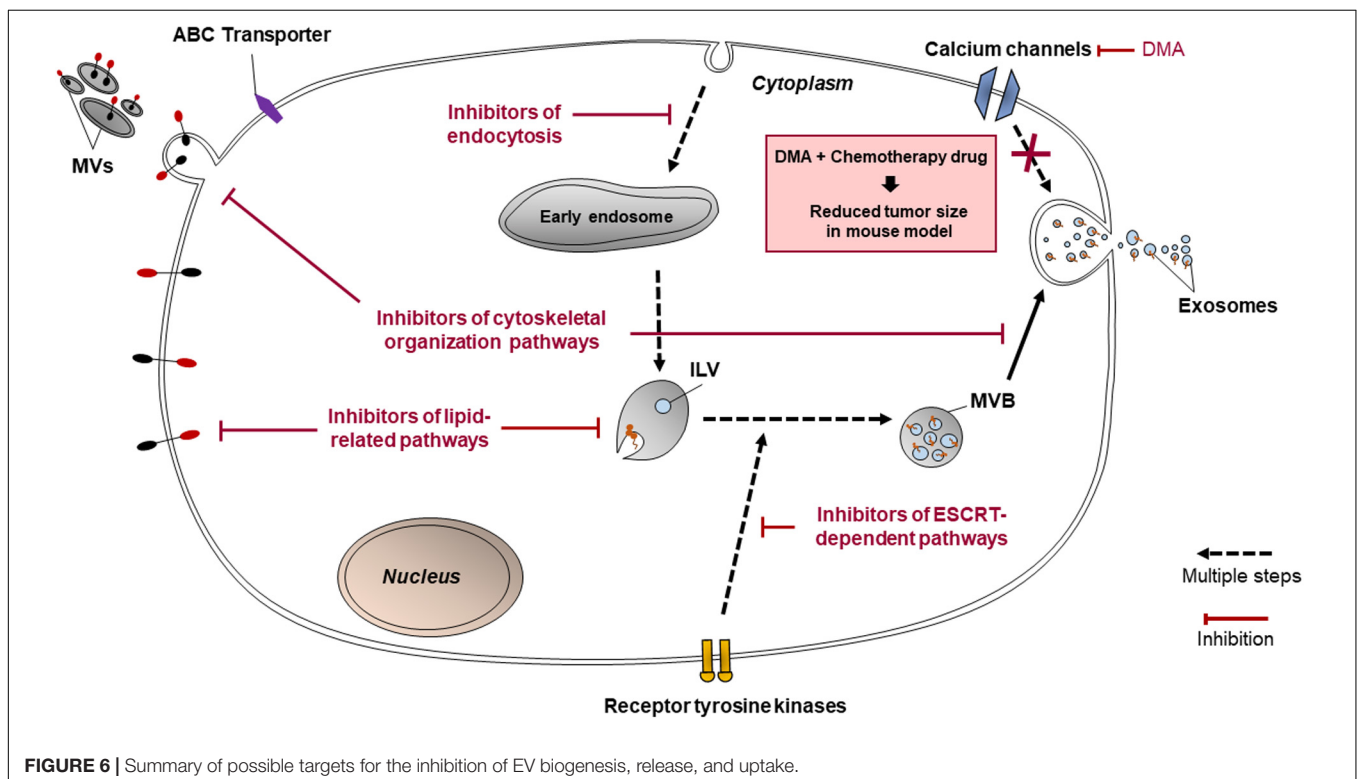 ABC Transporter
MVs
Calcium channels
DMA
Cytoplasm
Inhibitors of
endocytosis
DMA + Chemotherapy drug
Reduced tumor size
in mouse model
Early endosome
Exosomes
Inhibitors of cytoskeletal
organization pathways
ILV
MVB
Inhibitors of lipid-
related pathways
Inhibitors of ESCRT-
dependent pathways
Nucleus
Multiple steps
Inhibition
Receptor tyrosine kinases
FIGURE 6 | Summary of possible targets for the inhibition of EV biogenesis, release, and uptake.